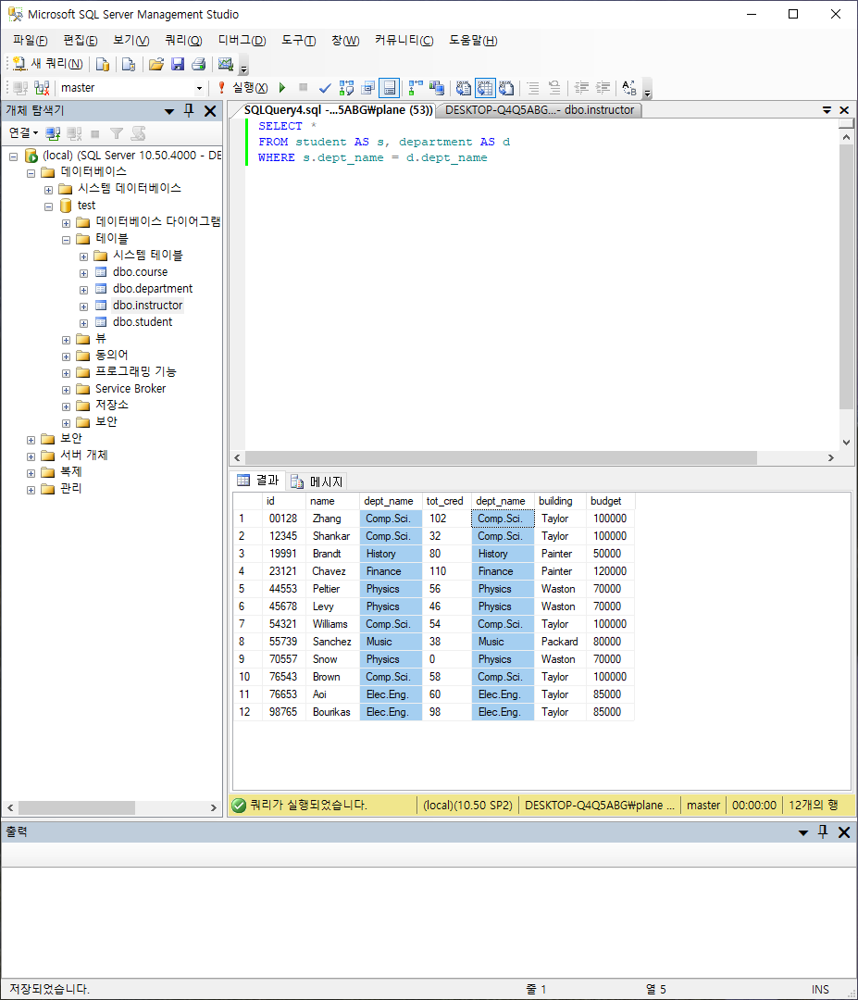 Microsoft SQL Server Management Studio
파일(F) 편집(E) 보기(V) 쿼리(Q) 디버그(D) 도구(T) 창(W) 커뮤니티(C) 도움말(H)
새 쿼리(N)
master 실행(X)
개체 탐색기
연결
(local) (SQL Server 10.50.4000 - DE
데이터베이스
시스템 데이터베이스
test
데이터베이스 다이어그램
테이블
시스템 테이블
dbo.course
dbo.department
dbo.instructor
dbo.student
뷰
동의어
프로그래밍 기능
Service Broker
저장소
보안
보안
서버 개체
복제
관리
SQLQuery4.sql -...5ABG₩plane (53)) DESKTOP-Q4Q5ABG...- dbo.instructor
SELECT *
FROM student AS s, department AS d
WHERE s.dept_name = d.dept_name
결과 메시지
id name dept_name tot_cred dept_name building budget
1 00128 Zhang Comp.Sci. 102 Comp.Sci. Taylor 100000
2 12345 Shankar Comp.Sci. 32 Comp.Sci. Taylor 100000
3 19991 Brandt History 80 History Painter 50000
4 23121 Chavez Finance 110 Finance Painter 120000
5 44553 Peltier Physics 56 Physics Waston 70000
6 45678 Levy Physics 46 Physics Waston 70000
7 54321 Williams Comp.Sci. 54 Comp.Sci. Taylor 100000
8 55739 Sanchez Music 38 Music Packard 80000
9 70557 Snow Physics 0 Physics Waston 70000
10 76543 Brown Comp.Sci. 58 Comp.Sci. Taylor 100000
11 76653 Aoi Elec.Eng. 60 Elec.Eng. Taylor 85000
12 98765 Bourikas Elec.Eng. 98 Elec.Eng. Taylor 85000
쿼리가 실행되었습니다. (local)(10.50 SP2) DESKTOP-Q4Q5ABG₩plane ... master 00:00:00 12개의 행
출력
저장되었습니다. 줄 1 열 5 INS